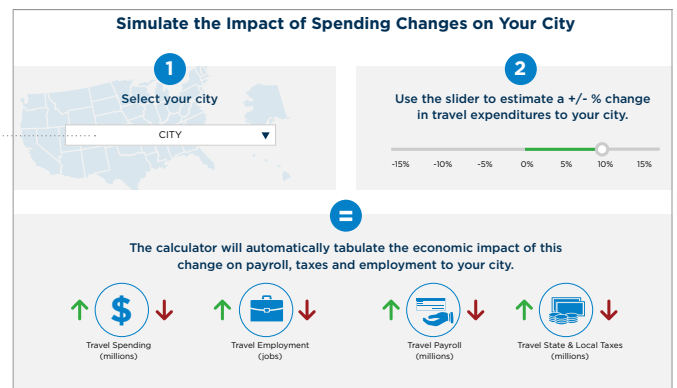 Simulate the Impact of Spending Changes on Your City
1
Select your city
CITY
2
Use the slider to estimate a +/- % change
in travel expenditures to your city.
-15% -10% -5% 0% 5% 10% 15%
=
The calculator will automatically tabulate the economic impact of this
change on payroll, taxes and employment to your city.
$
Travel Spending
(millions)
Travel Employment
(jobs)
Travel Payroll
(millions)
Travel State & Local Taxes
(millions)